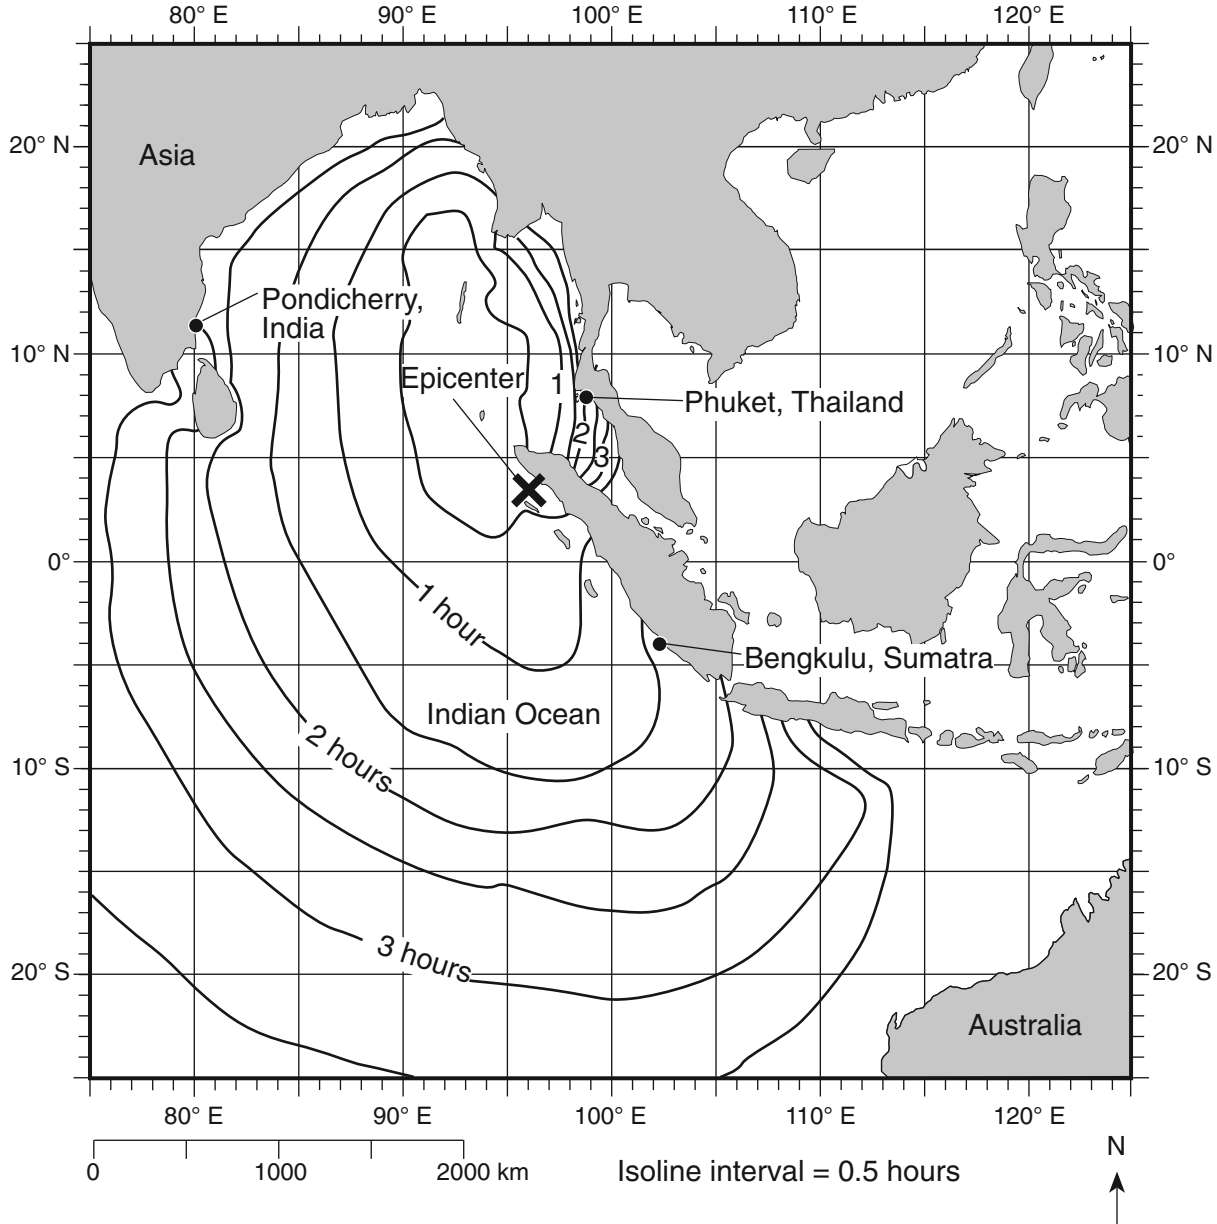 80° E 90° E 100° E 110° E 120° E
20° N 20° N
Asia
Pondicherry,
India
10° N 10° N
Epicenter
1
Phuket, Thailand
2
3
0° 0°
1 hour
Bengkulu, Sumatra
Indian Ocean
2 hours
10° S 10° S
3 hours
20° S 20° S
Australia
80° E 90° E 100° E 110° E 120° E
N
0 1000 2000 km
Isoline interval = 0.5 hours